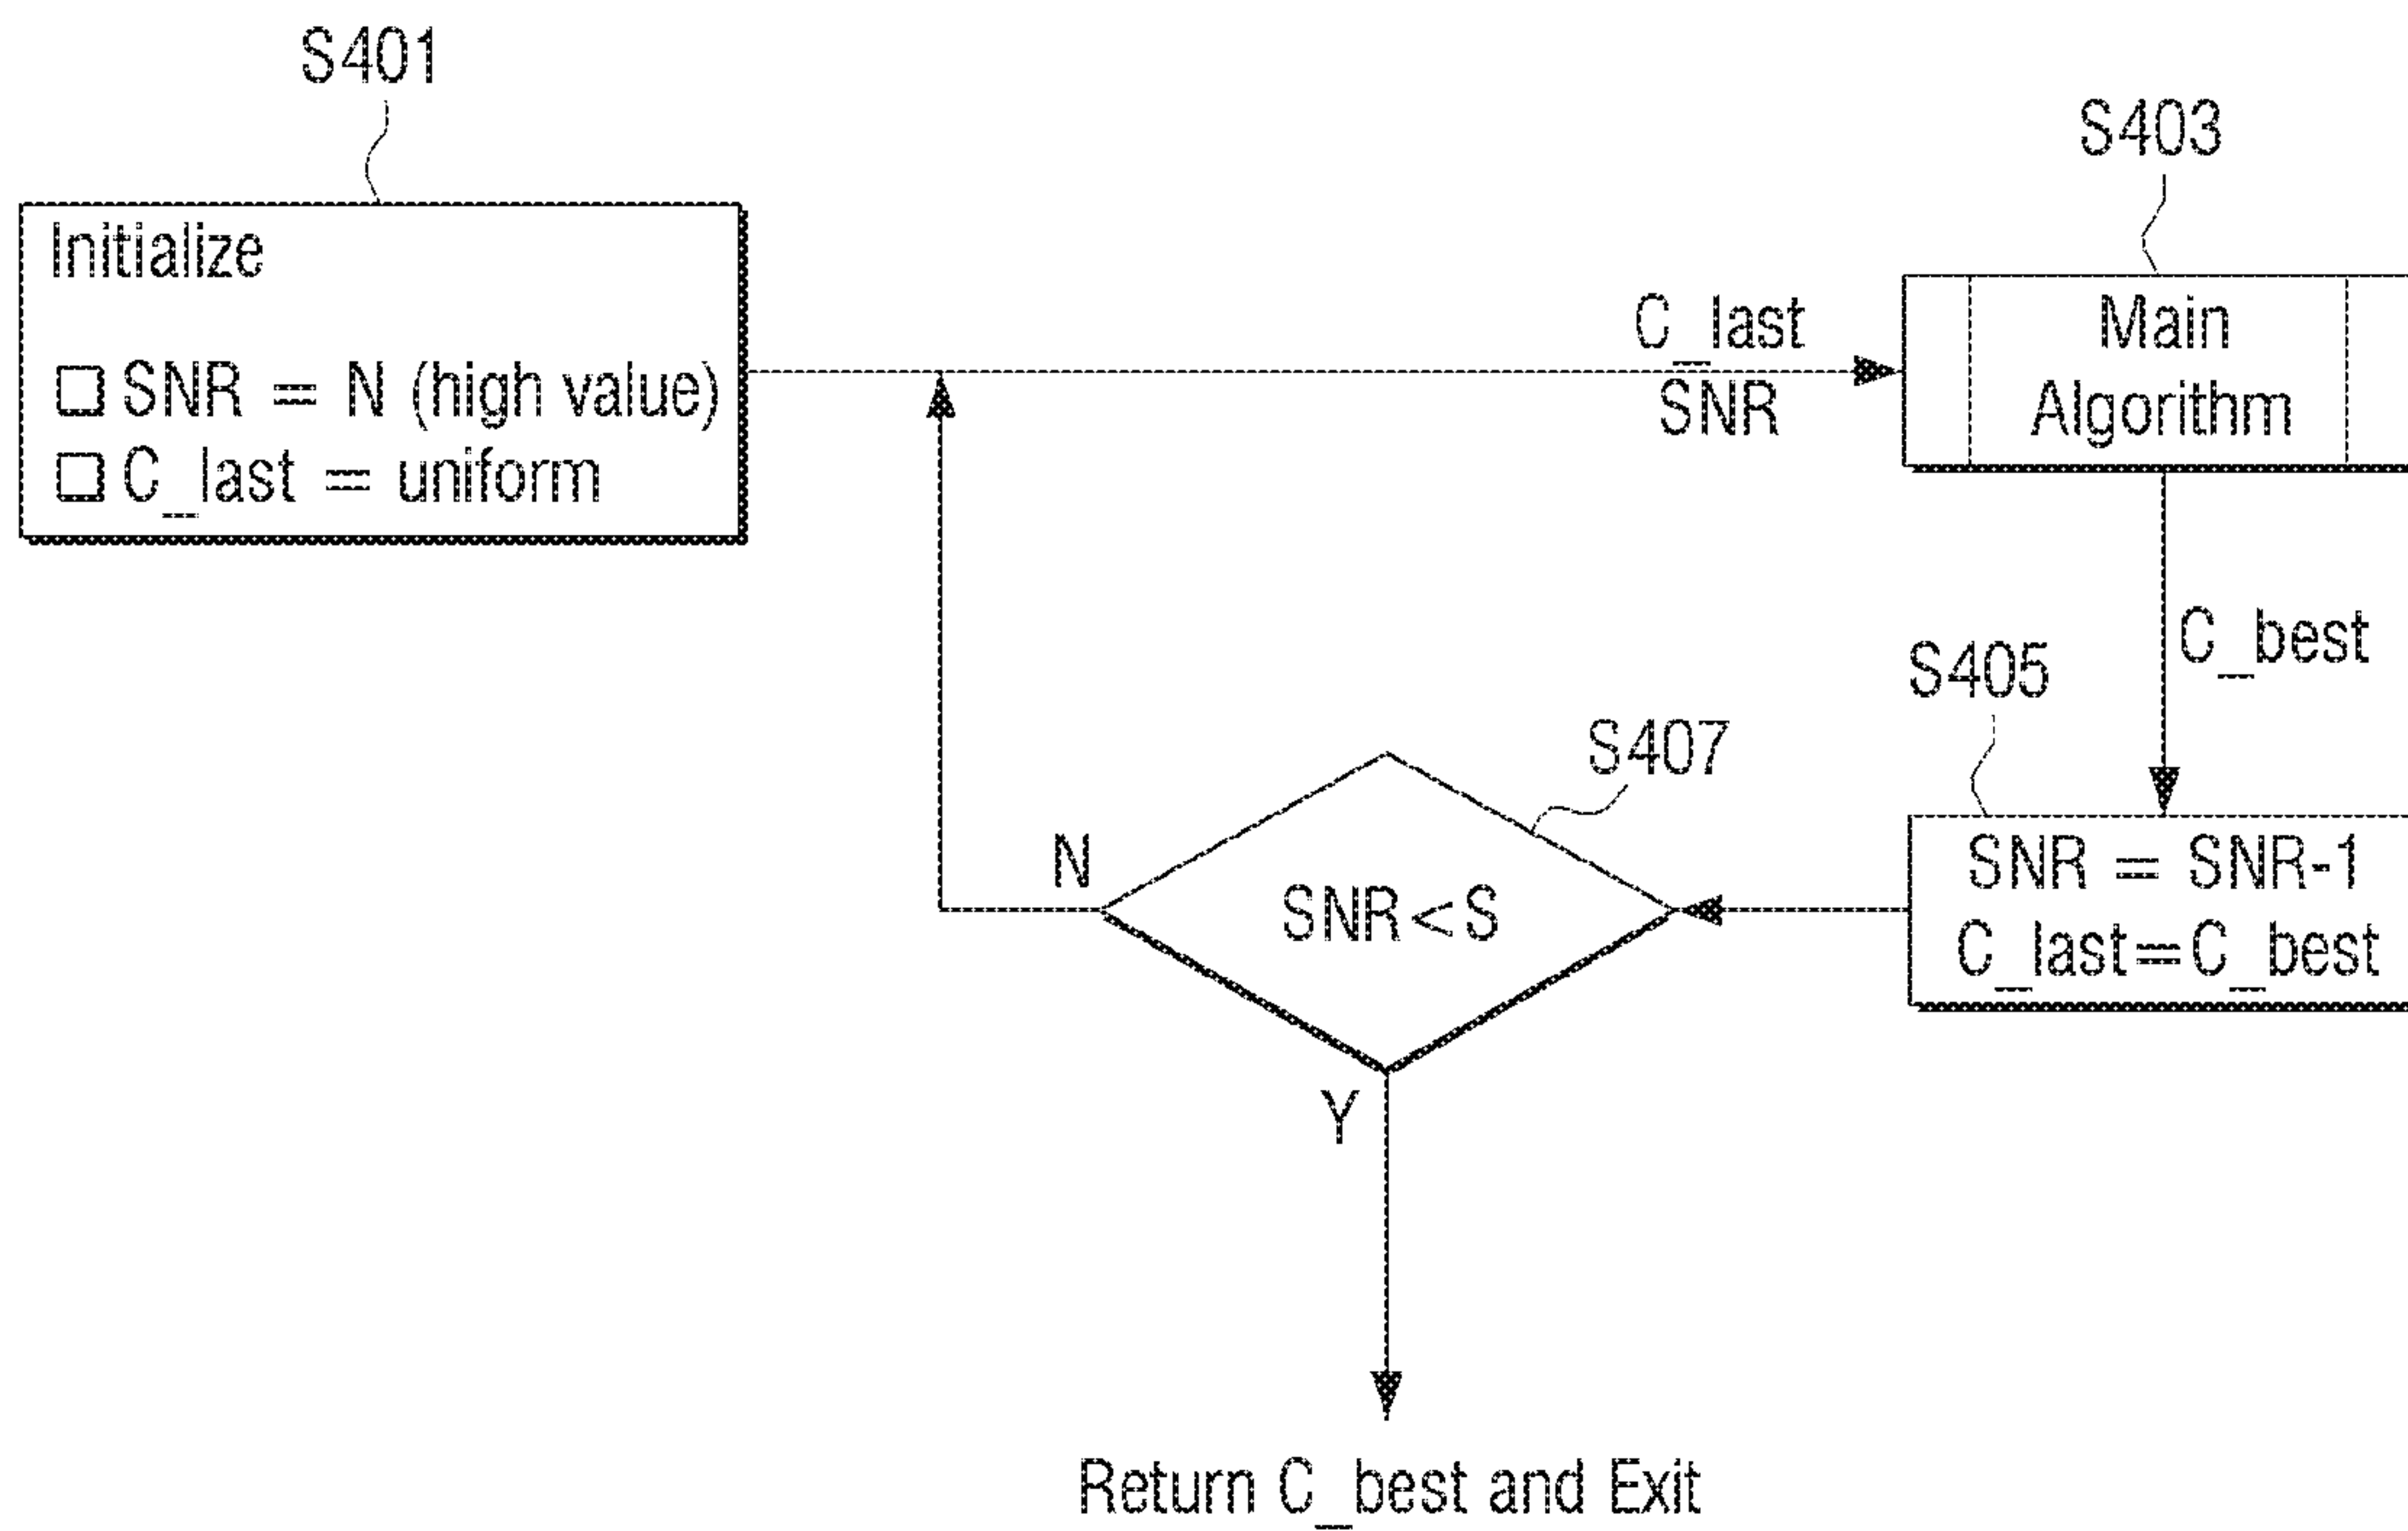 S401
Initialize
SNR = N (high value)
C_last = uniform
S403
C_last
SNR
Main
Algorithm
C_best
S405
SNR = SNR-1
C_last=C_best
S407
SNR<S
N
Y
Return C_best and Exit